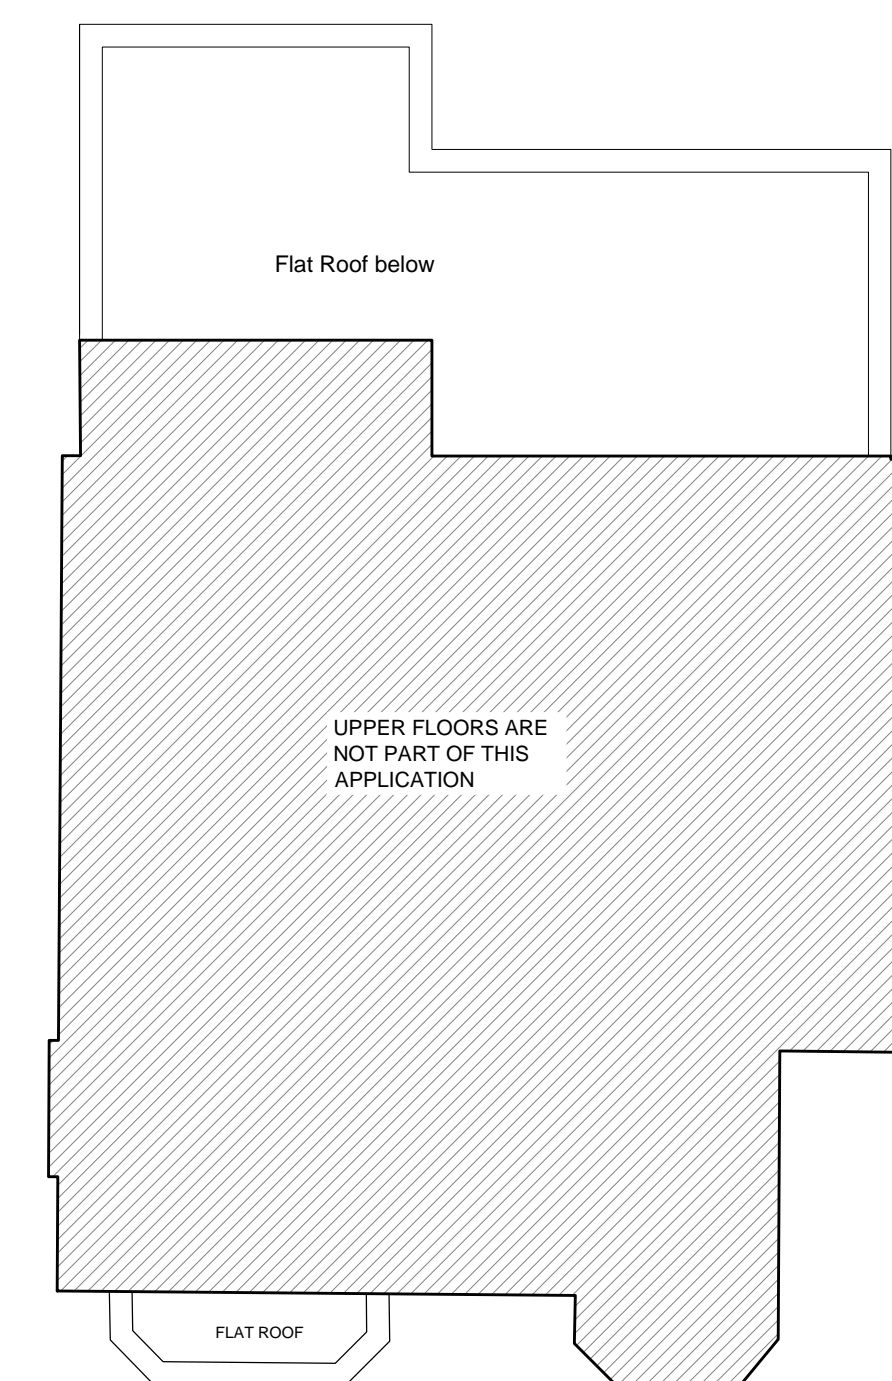 Flat Roof below
UPPER FLOORS ARE
NOT PART OF THIS
APPLICATION
FLAT ROOF